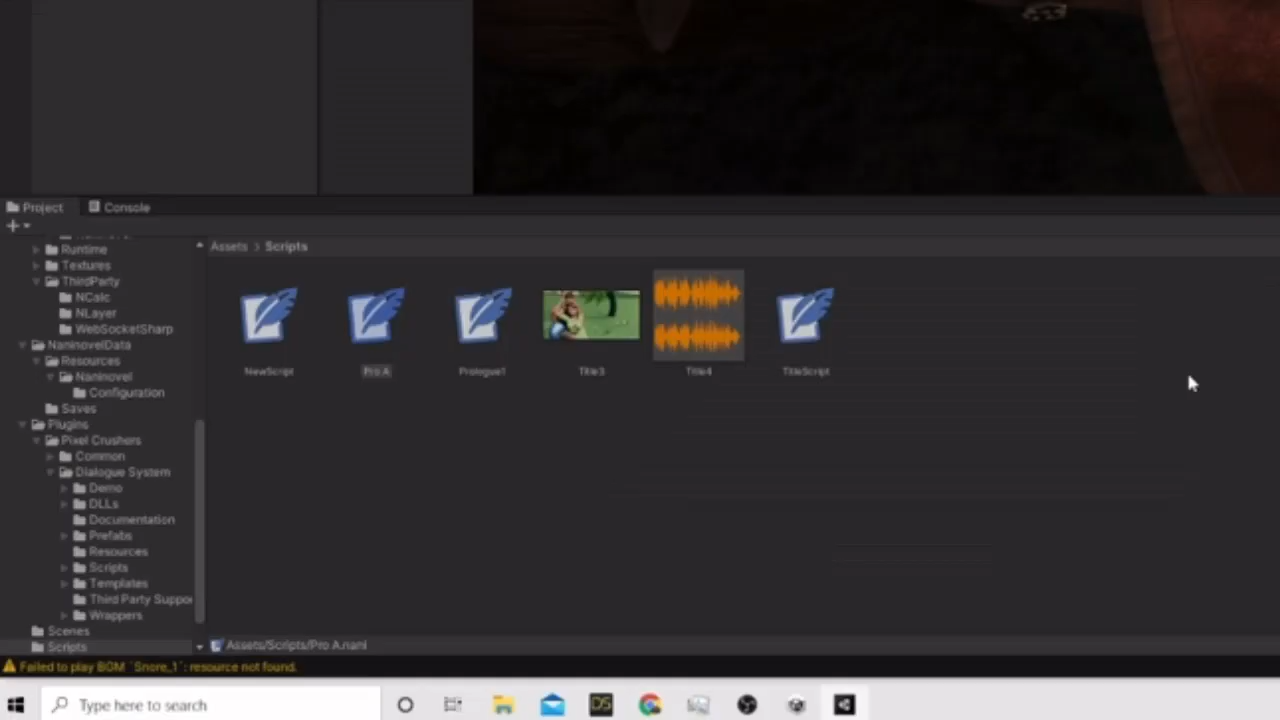 Project
Console
Runtime
Textures
ThirdParty
NCalc
NLayer
WebSocketSharp
NaninovelData
Resources
Naninovel
Configuration
Saves
Plugins
Pixel Crushers
Common
Dialogue System
Demo
DLLs
Documentation
Prefabs
Resources
Scripts
Templates
Third Party Suppo
Wrappers
Scenes
Scripts
Assets > Scripts
NewScript
Pro A
Prologue1
Title3
Title4
TitleScript
Assets/Scripts/Pro A.nani
Failed to play BGM `Snore_1`: resource not found.
Type here to search
DS